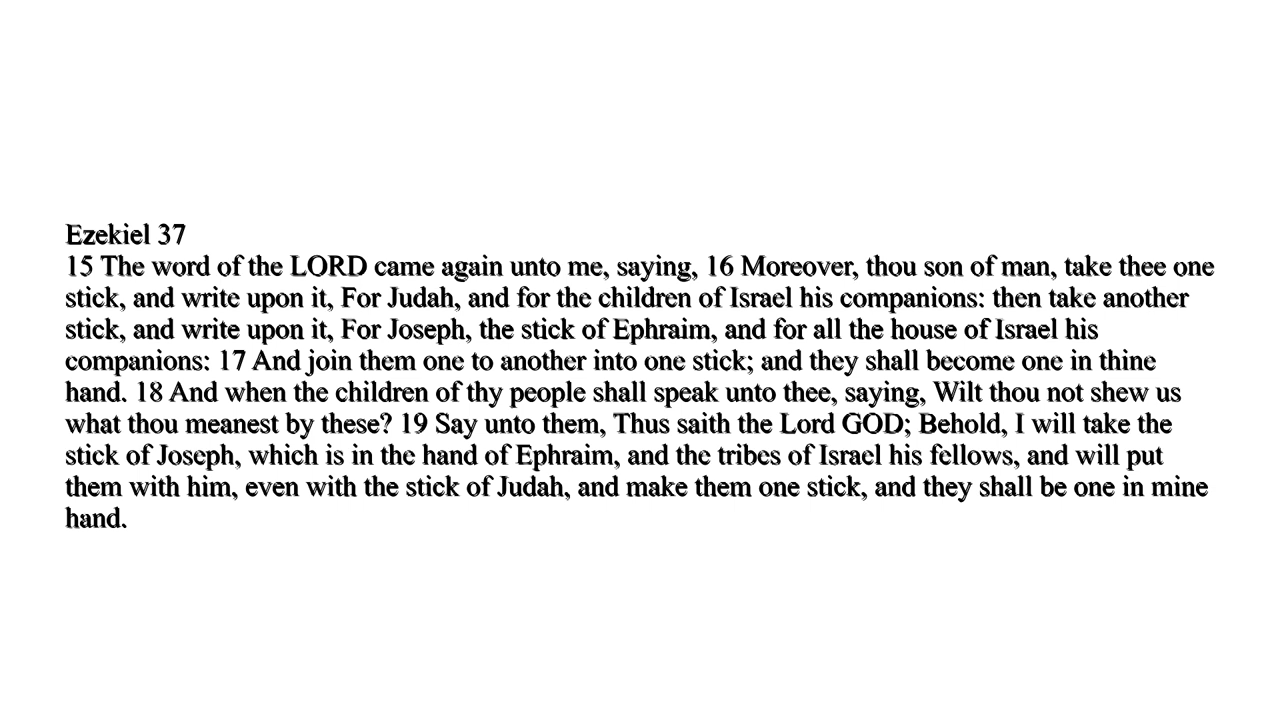 Ezekiel 37
15 The word of the LORD came again unto me, saying, 16 Moreover, thou son of man, take thee one
stick, and write upon it, For Judah, and for the children of Israel his companions: then take another
stick, and write upon it, For Joseph, the stick of Ephraim, and for all the house of Israel his
companions: 17 And join them one to another into one stick; and they shall become one in thine
hand. 18 And when the children of thy people shall speak unto thee, saying, Wilt thou not shew us
what thou meanest by these? 19 Say unto them, Thus saith the Lord GOD; Behold, I will take the
stick of Joseph, which is in the hand of Ephraim, and the tribes of Israel his fellows, and will put
them with him, even with the stick of Judah, and make them one stick, and they shall be one in mine
hand.